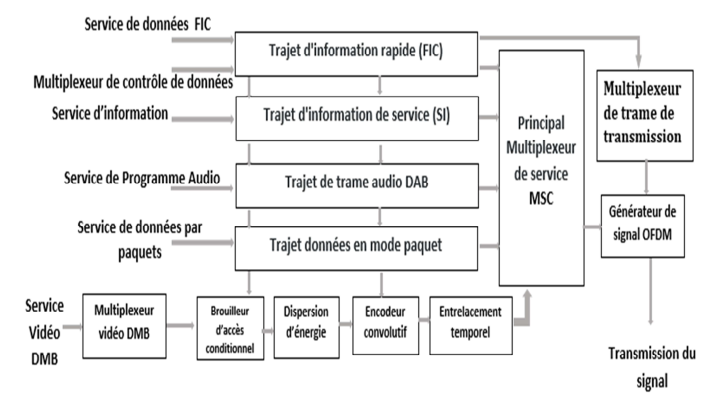 Service de données FIC
Trajet d'information rapide (FIC)
Multiplexeur de contrôle de données
Service d'information
Trajet d'information de service (SI)
Service de Programme Audio
Trajet de trame audio DAB
Service de données par
paquets
Trajet données en mode paquet
Principal
Multiplexeur
de service
MSC
Multiplexeur
de trame de
transmission
Générateur de
signal OFDM
Service
Vidéo
DMB
Multiplexeur
vidéo DMB
Brouilleur
d'accès
conditionnel
Dispersion
d'énergie
Encodeur
convolutif
Entrelacement
temporel
Transmission du
signal